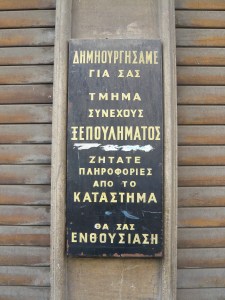 ΔΗΜΙΟΥΡΓΗΣΑΜΕ
ΓΙΑ ΣΑΣ
ΤΜΗΜΑ
ΣΥΝΕΧΟΥΣ
ΞΕΠΟΥΛΗΜΑΤΟΣ
ΖΗΤΑΤΕ
ΠΛΗΡΟΦΟΡΙΕΣ
ΑΠΟ ΤΟ
ΚΑΤΑΣΤΗΜΑ
ΘΑ ΣΑΣ
ΕΝΘΟΥΣΙΑΣΗ